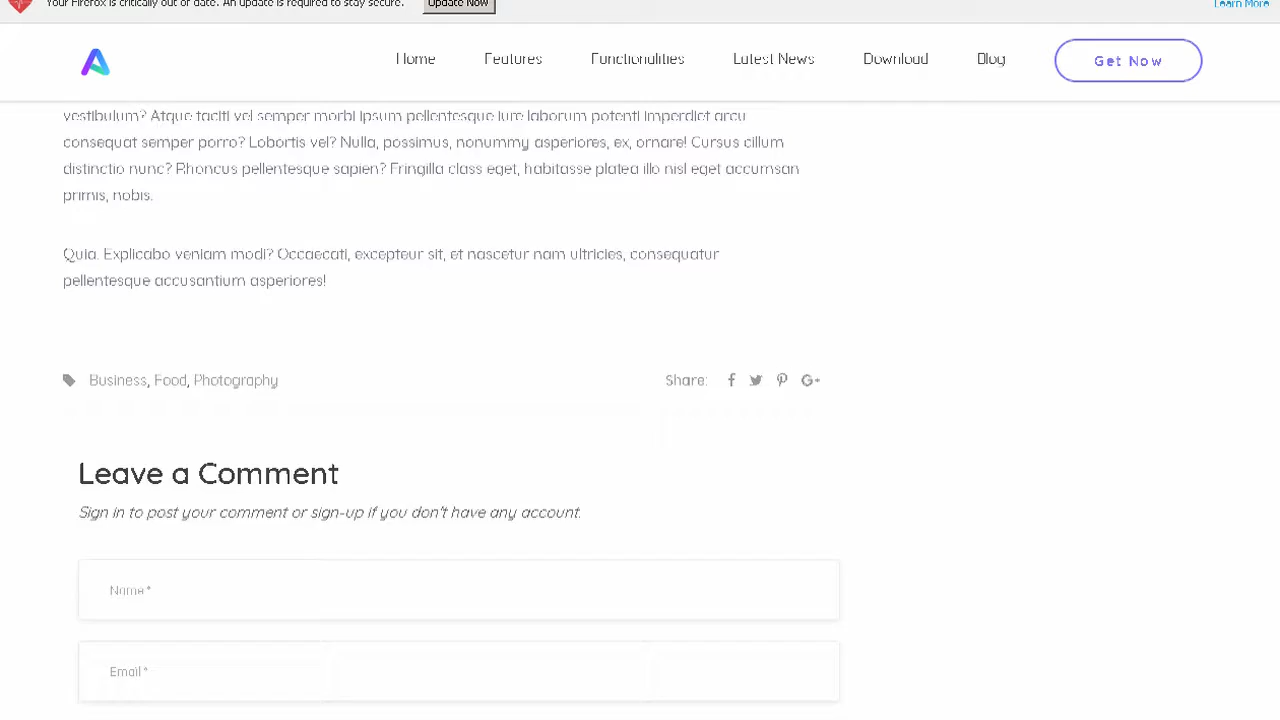 Your Firefox is critically out of date. An update is required to stay secure. Update Now Learn More
Home Features Functionalities Latest News Download Blog Get Now
vestibulum? Atque taciti vel semper morbi ipsum pellentesque iure laborum potenti imperdiet arcu
consequat semper porro? Lobortis vel? Nulla, possimus, nonummy asperiores, ex, ornare! Cursus cillum
distinctio nunc? Rhoncus pellentesque sapien? Fringilla class eget, habitasse platea illo nisl eget accumsan
primis, nobis.
Quia. Explicabo veniam modi? Occaecati, excepteur sit, et nascetur nam ultricies, consequatur
pellentesque accusantium asperiores!
Business, Food, Photography Share:
Leave a Comment
Sign in to post your comment or sign-up if you don't have any account.
Name *
Email *